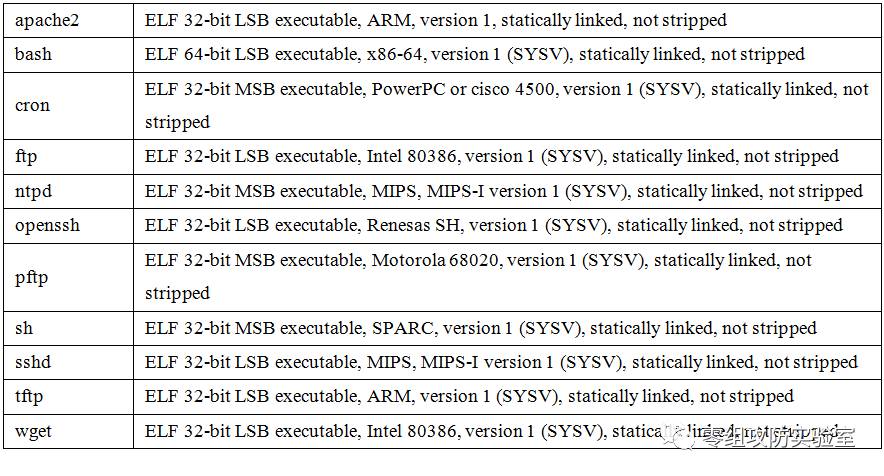 apache2 ELF 32-bit LSB executable, ARM, version 1, statically linked, not stripped
bash ELF 64-bit LSB executable, x86-64, version 1 (SYSV), statically linked, not stripped
cron ELF 32-bit MSB executable, PowerPC or cisco 4500, version 1 (SYSV), statically linked, not
stripped
ftp ELF 32-bit LSB executable, Intel 80386, version 1 (SYSV), statically linked, not stripped
ntpd ELF 32-bit MSB executable, MIPS, MIPS-I version 1 (SYSV), statically linked, not stripped
openssh ELF 32-bit LSB executable, Renesas SH, version 1 (SYSV), statically linked, not stripped
pftp ELF 32-bit MSB executable, Motorola 68020, version 1 (SYSV), statically linked, not
stripped
sh ELF 32-bit MSB executable, SPARC, version 1 (SYSV), statically linked, not stripped
sshd ELF 32-bit LSB executable, MIPS, MIPS-I version 1 (SYSV), statically linked, not stripped
tftp ELF 32-bit LSB executable, ARM, version 1 (SYSV), statically linked, not stripped
wget ELF 32-bit LSB executable, Intel 80386, version 1 (SYSV), statically linked, not stripped
零组攻防实验室